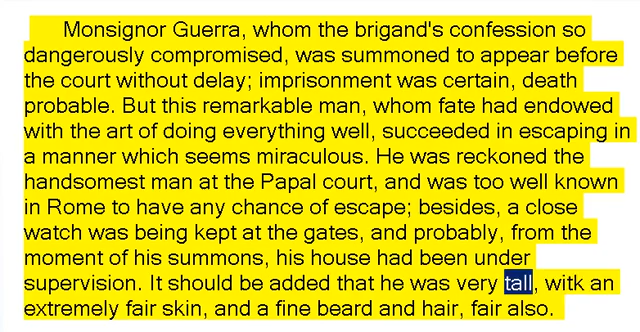 Monsignor Guerra, whom the brigand's confession so
dangerously compromised, was summoned to appear before
the court without delay; imprisonment was certain, death
probable. But this remarkable man, whom fate had endowed
with the art of doing everything well, succeeded in escaping in
a manner which seems miraculous. He was reckoned the
handsomest man at the Papal court, and was too well known
in Rome to have any chance of escape; besides, a close
watch was being kept at the gates, and probably, from the
moment of his summons, his house had been under
supervision. It should be added that he was very tall, witk an
extremely fair skin, and a fine beard and hair, fair also.